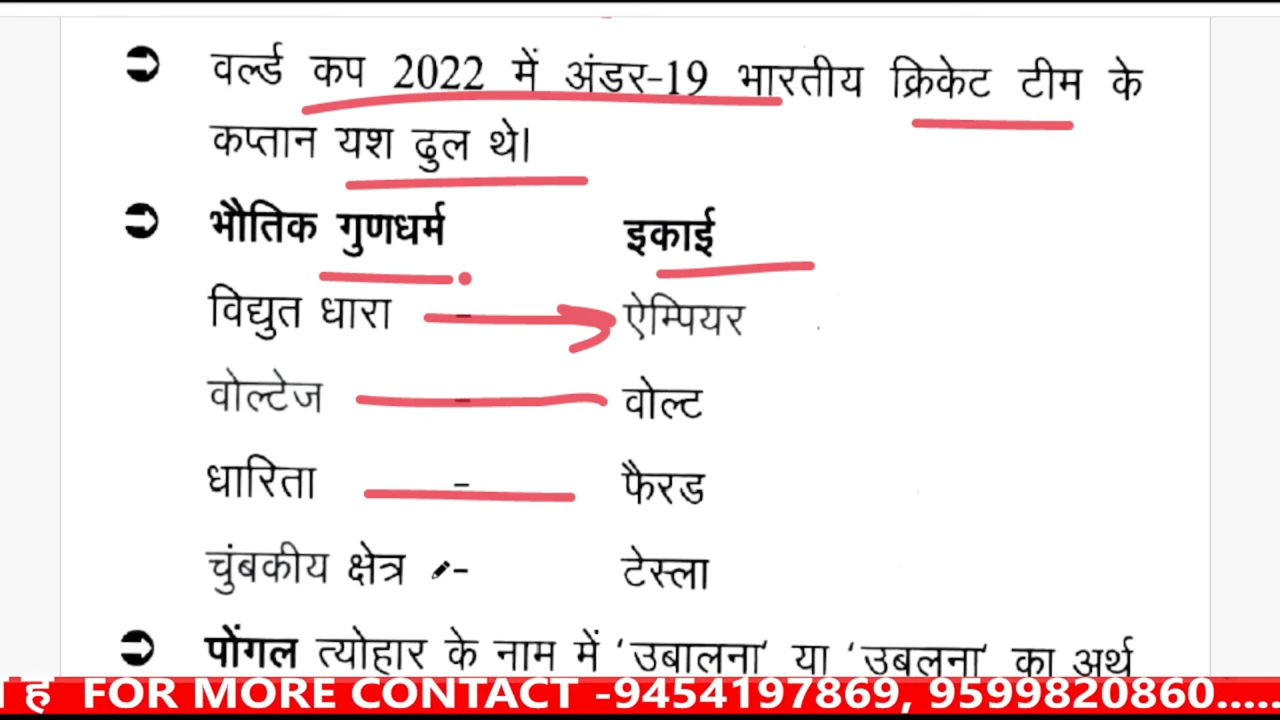 वर्ल्ड कप 2022 में अंडर-19 भारतीय क्रिकेट टीम के
कप्तान यश ढुल थे।
भौतिक गुणधर्म इकाई
विद्युत धारा - ऐम्पियर
वोल्टेज - वोल्ट
धारिता - फैरड
चुंबकीय क्षेत्र - टेस्ला
पोंगल त्योहार के नाम में ‘उबालना’ या ‘उबलना’ का अर्थ
ह FOR MORE CONTACT -9454197869, 9599820860.....